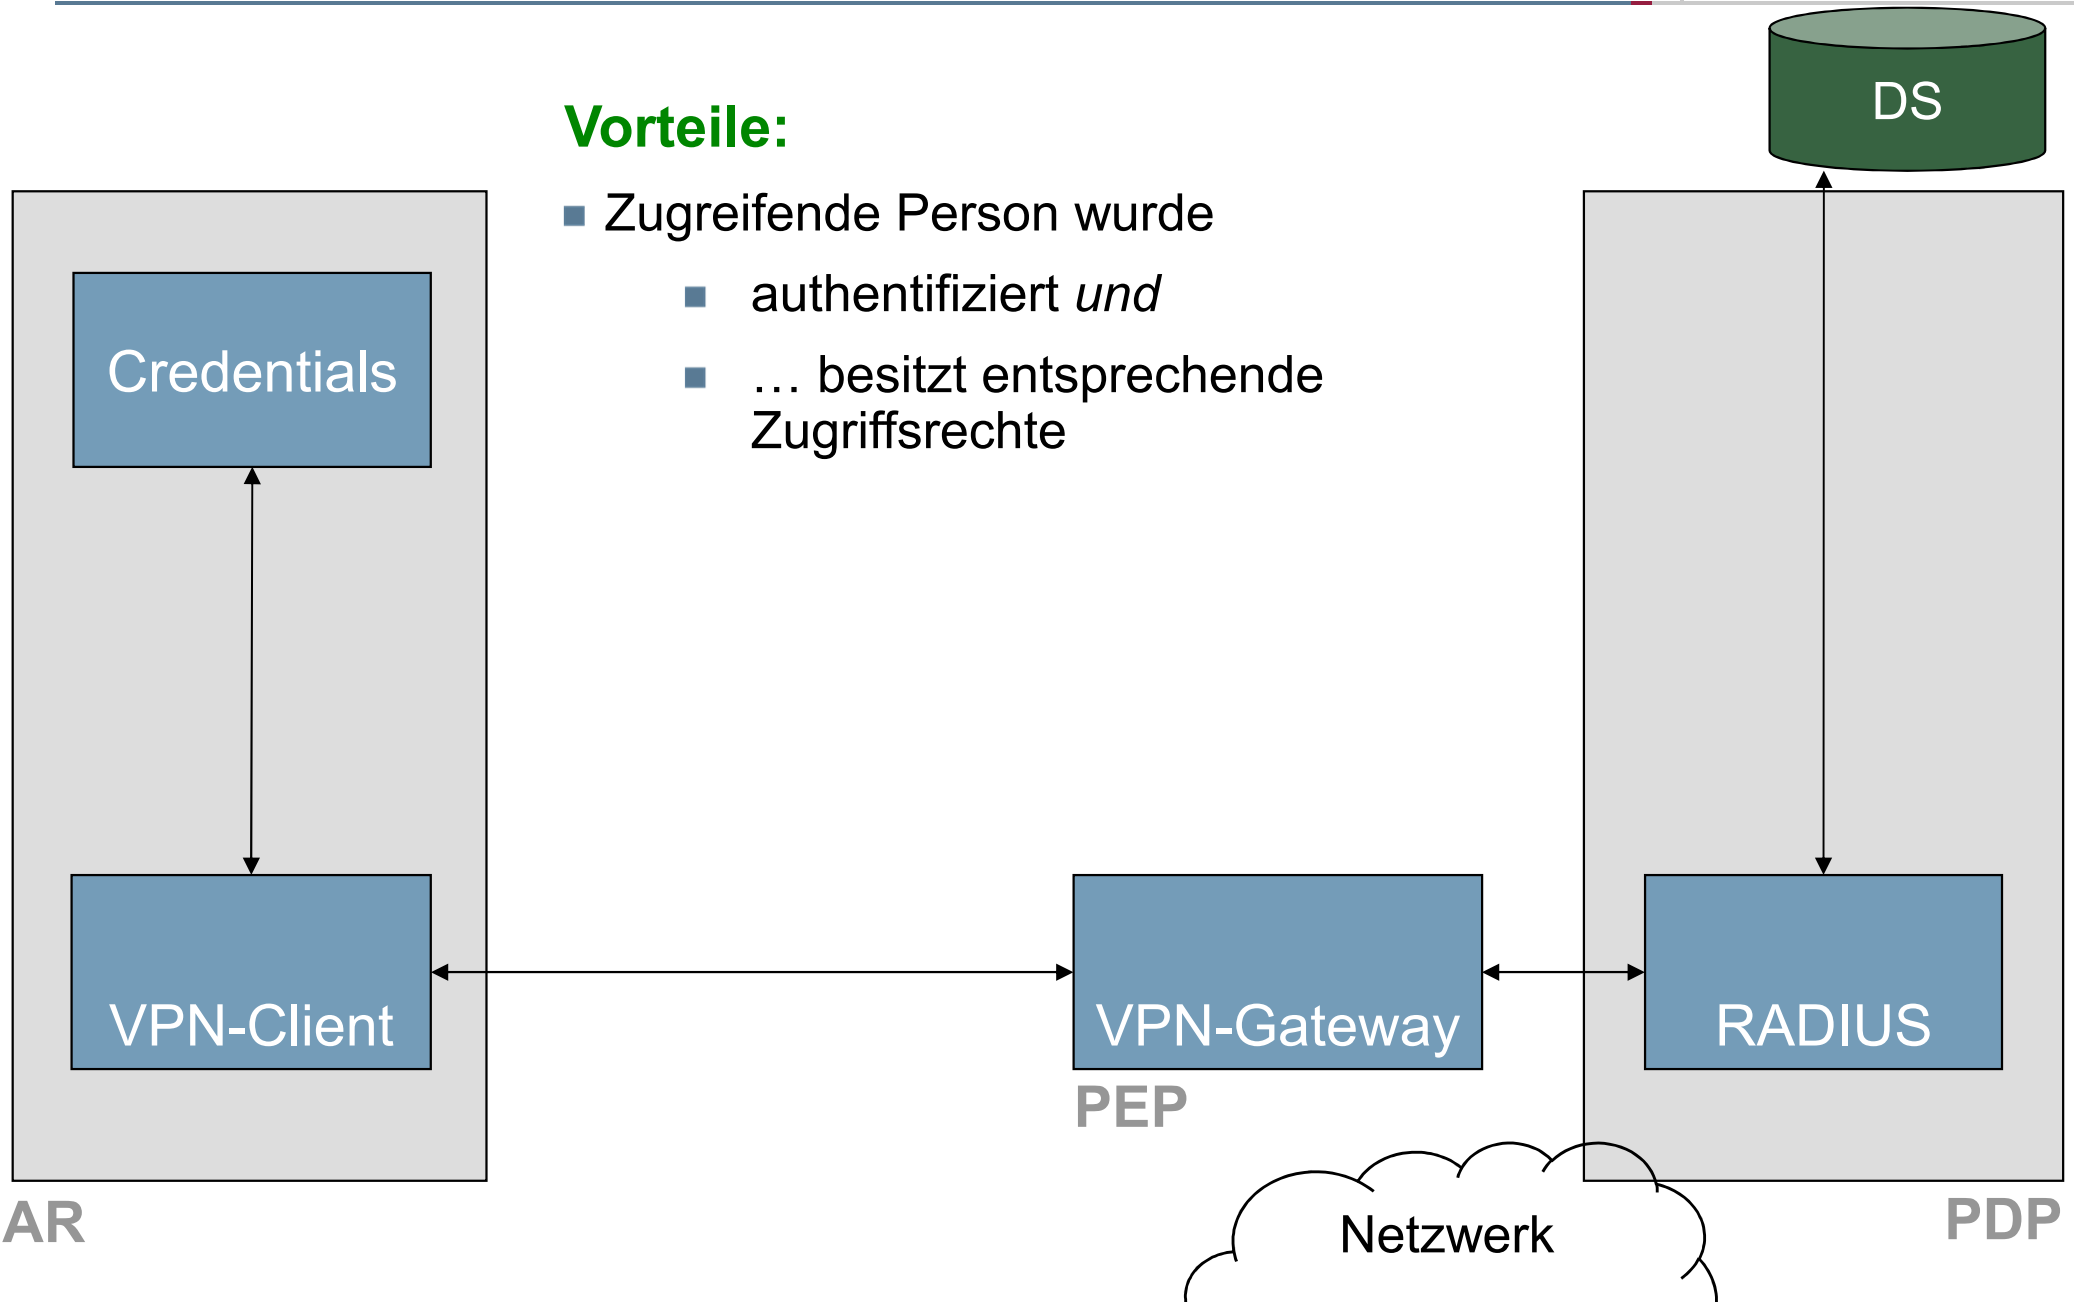 DS
Vorteile:
Zugreifende Person wurde
authentifiziert und
… besitzt entsprechende
Zugriffsrechte
Credentials
VPN-Client
VPN-Gateway
RADIUS
PEP
AR
PDP
Netzwerk